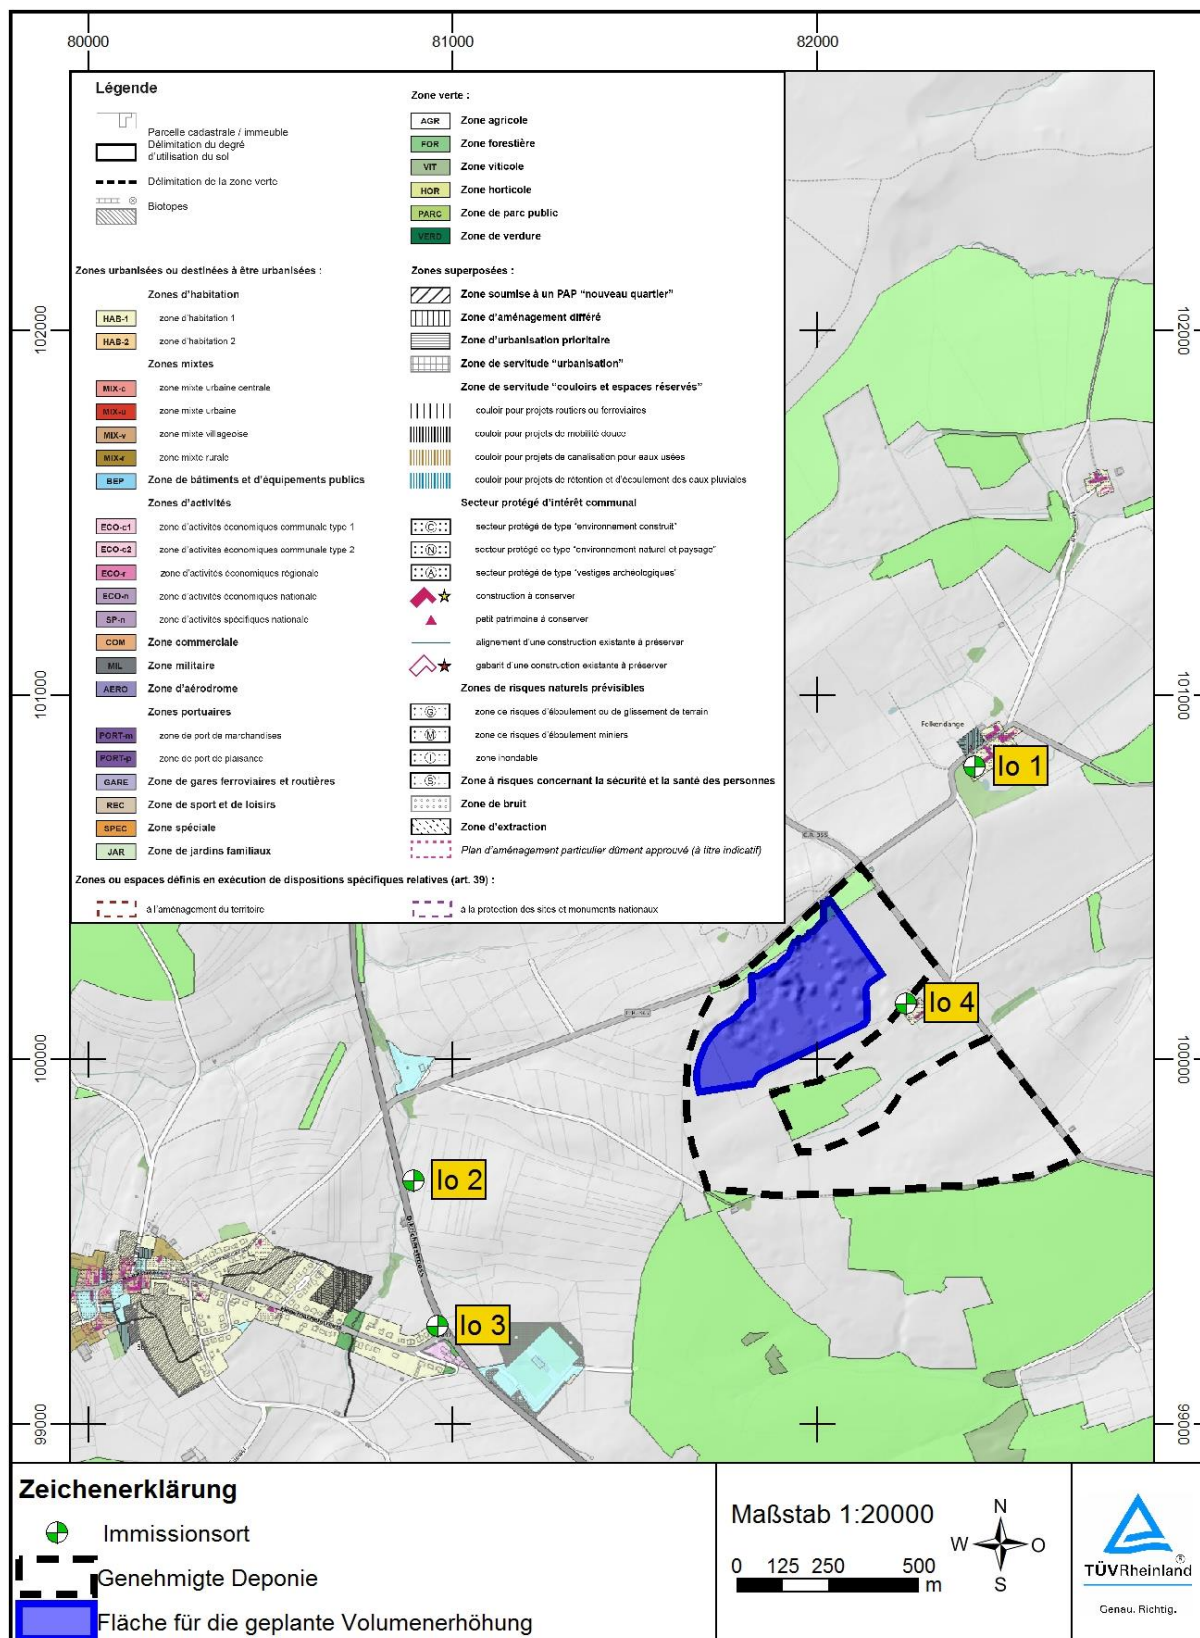 80000
81000
82000
Légende
Parcelle cadastrale / immeuble
Délimitation du degré
d'utilisation du sol
Délimitation de la zone verte
Biotopes
Zone verte :
AGR Zone agricole
FOR Zone forestière
VIT Zone viticole
HOR Zone horticole
PARC Zone de parc public
VERD Zone de verdure
Zones urbanisées ou destinées à être urbanisées :
Zones d'habitation
HAB-1 zone d'habitation 1
HAB-2 zone d'habitation 2
Zones mixtes
MIX-c zone mixte urbaine centrale
MIX-u zone mixte urbaine
MIX-v zone mixte villageoise
MIX-r zone mixte rurale
BEP Zone de bâtiments et d'équipements publics
Zones d'activités
ECO-c1 zone d'activités économiques communale type 1
ECO-c2 zone d'activités économiques communale type 2
ECO-r zone d'activités économiques régionale
ECO-n zone d'activités économiques nationale
SP-n zone d'activités spécifiques nationale
COM Zone commerciale
MIL Zone militaire
AERO Zone d'aérodrome
Zones portuaires
PORT-m zone de port de marchandises
PORT-p zone de port de plaisance
GARE Zone de gares ferroviaires et routières
REC Zone de sport et de loisirs
SPEC Zone spéciale
JAR Zone de jardins familiaux
Zones superposées :
Zone soumise à un PAP "nouveau quartier"
Zone d'aménagement différé
Zone d'urbanisation prioritaire
Zone de servitude "urbanisation"
Zone de servitude "couloirs et espaces réservés"
couloir pour projets routiers ou ferroviaires
couloir pour projets de mobilité douce
couloir pour projets de canalisation pour eaux usées
couloir pour projets de rétention et d'écoulement des eaux pluviales
Secteur protégé d'intérêt communal
C secteur protégé de type "environnement construit"
N secteur protégé de type "environnement naturel et paysage"
A secteur protégé de type "vestiges archéologiques"
construction à conserver
petit patrimoine à conserver
alignement d'une construction existante à préserver
gabarit d'une construction existante à préserver
Zones de risques naturels prévisibles
G zone de risques d'éboulement ou de glissement de terrain
M zone de risques d'éboulement miniers
I zone inondable
S Zone à risques concernant la sécurité et la santé des personnes
Zone de bruit
Zone d'extraction
Plan d'aménagement particulier dûment approuvé (à titre indicatif)
Zones ou espaces définis en exécution de dispositions spécifiques relatives (art. 39) :
à l'aménagement du territoire
à la protection des sites et monuments nationaux
102000
102000
101000
101000
100000
100000
99000
99000
Folkendange
Io 1
C.R. 355
Io 4
Io 2
Io 3
Zeichenerklärung
Immissionsort
Genehmigte Deponie
Fläche für die geplante Volumenerhöhung
Maßstab 1:20000
0 125 250 500
m
N
W O
S
TÜVRheinland
®
Genau. Richtig.